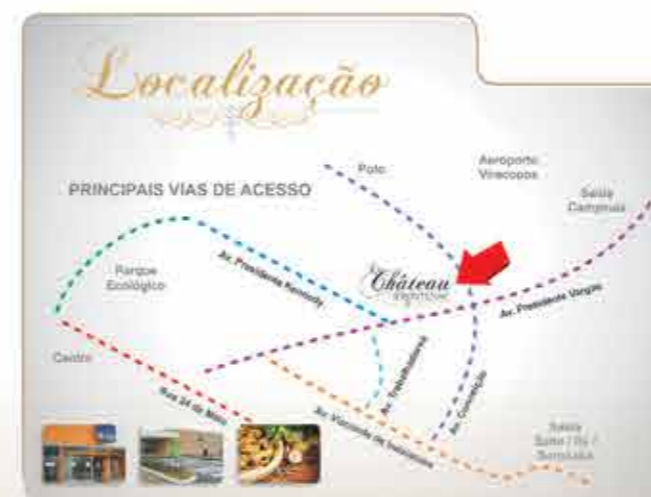 Localização
PRINCIPAIS VIAS DE ACESSO
Polo
Aeroporto
Viracopos
Saída
Campinas
Parque
Ecológico
Av. Presidente Kennedy
Château
Av. Presidente Vargas
Centro
Rua 24 de Maio
Av. Visconde de Indaiatuba
Av. Trabalhadores
Av. Conceição
Saída
Salto / Itu /
Sorocaba